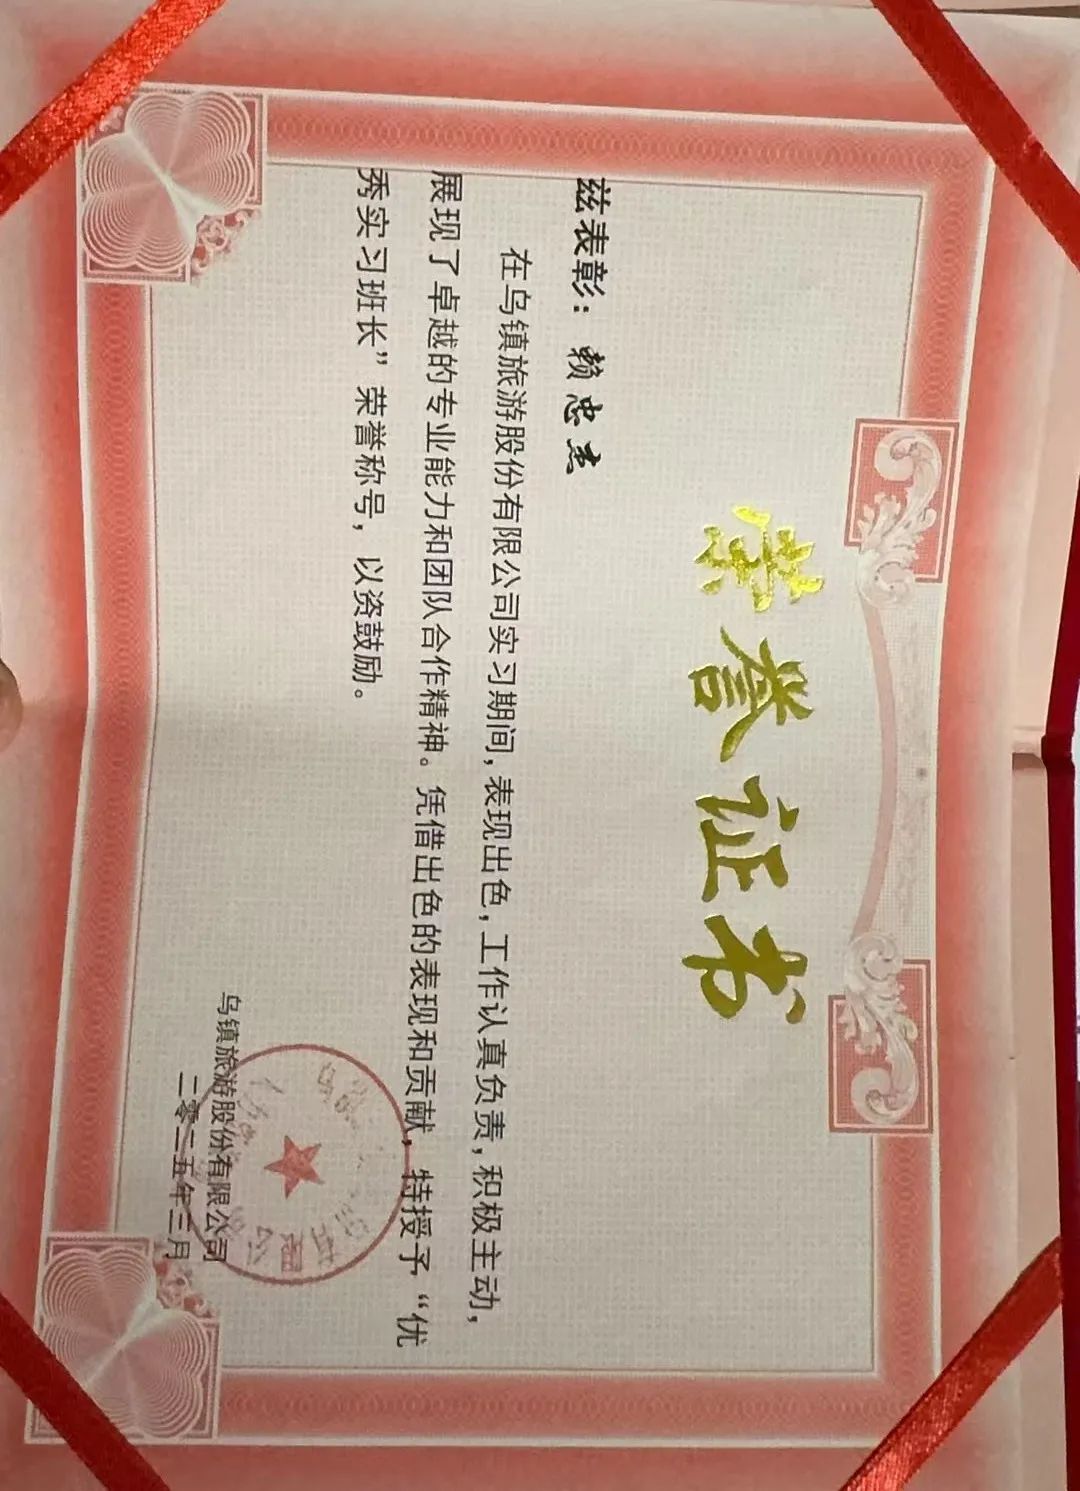 荣誉证书
兹表彰：赖忠杰
在乌镇旅游股份有限公司实习期间，表现出色，工作认真负责，积极主动，
展现了卓越的专业能力和团队合作精神。凭借出色的表现和贡献，特授予“优
秀实习班长”荣誉称号，以资鼓励。
乌镇旅游股份有限公司
二零二五年三月